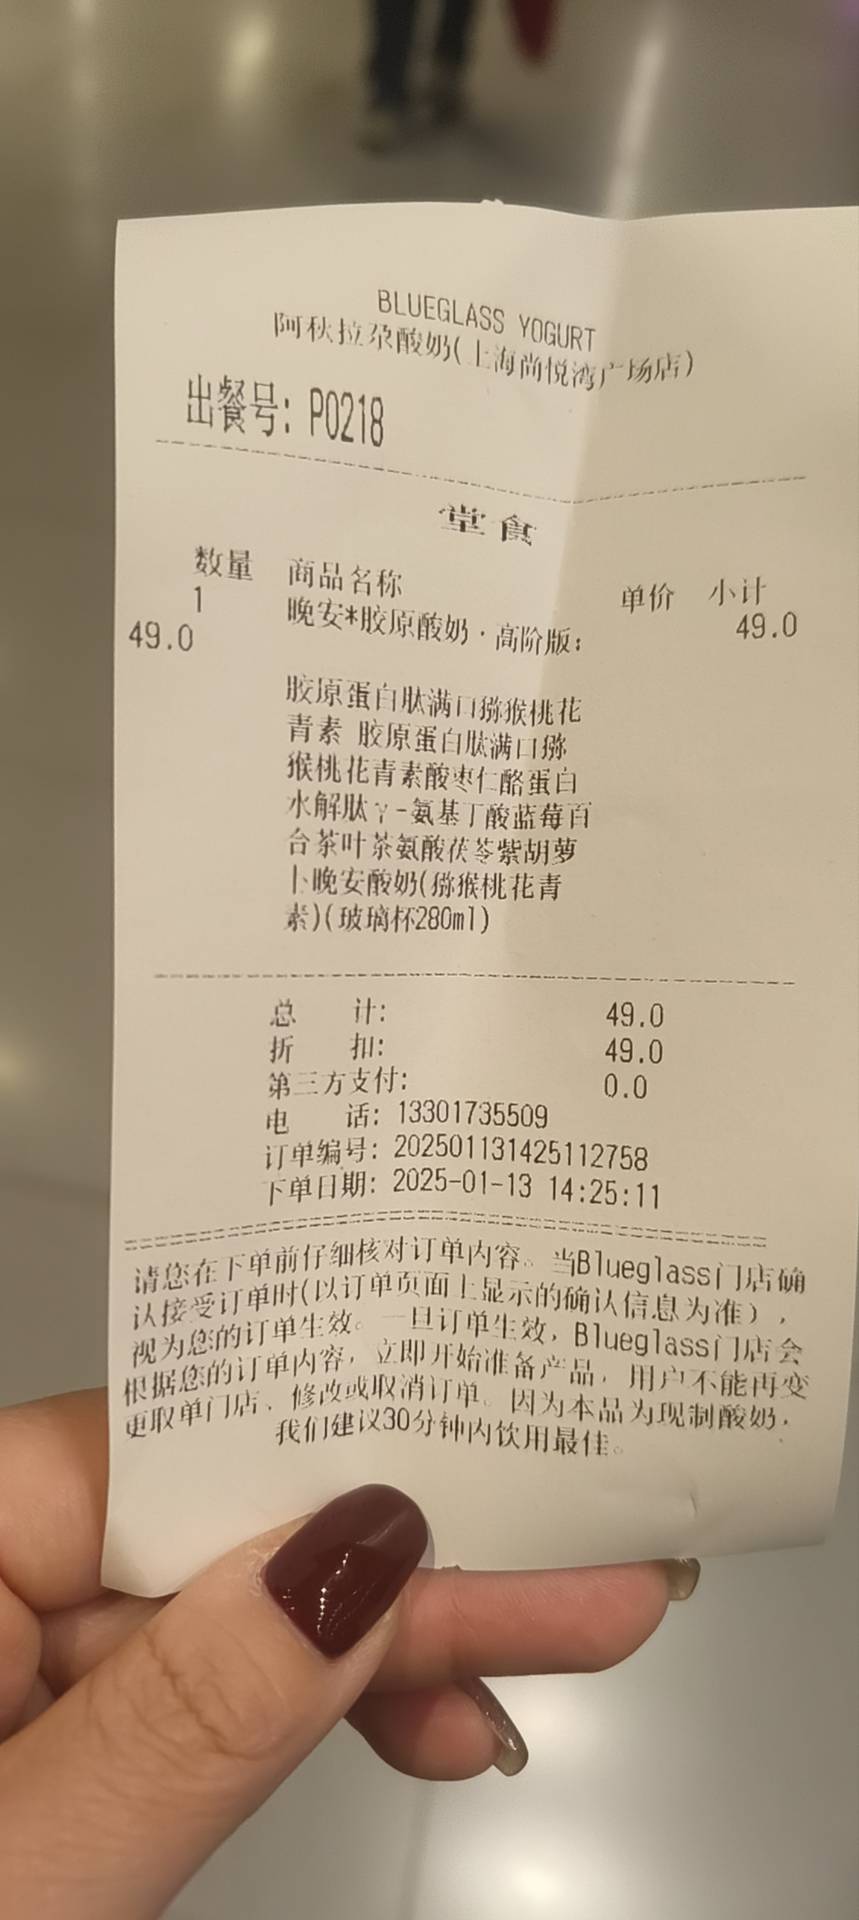 BLUEGLASS YOGURT
阿秋拉尕酸奶(上海尚悦湾广场店)
出餐号: P0218
堂食
数量 商品名称 单价 小计
1 晚安*胶原酸奶·高阶版: 49.0
49.0
胶原蛋白肽满口猕猴桃花
青素 胶原蛋白肽满口猕
猴桃花青素酸枣仁酪蛋白
水解肽γ-氨基丁酸蓝莓百
合茶叶茶氨酸茯苓紫胡萝
卜晚安酸奶(猕猴桃花青
素)(玻璃杯280ml)
总 计: 49.0
折 扣: 49.0
第三方支付: 0.0
电 话: 13301735509
订单编号: 202501131425112758
下单日期: 2025-01-13 14:25:11
请您在下单前仔细核对订单内容。当Blueglass门店确
认接受订单时(以订单页面上显示的确认信息为准),
视为您的订单生效。一旦订单生效, Blueglass门店会
根据您的订单内容, 立即开始准备产品, 用户不能再变
更取单门店、修改或取消订单。因为本品为现制酸奶,
我们建议30分钟内饮用最佳。